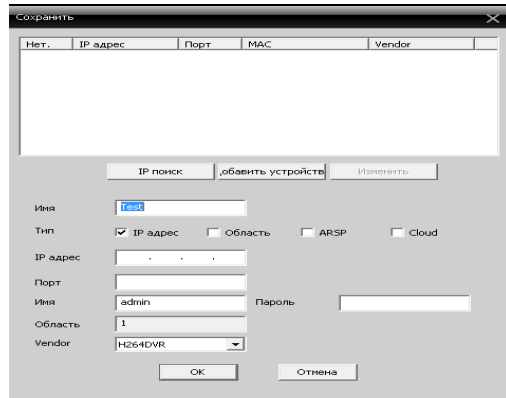 Сохранить
Нет. IP адрес Порт MAC Vendor
IP поиск обавить устройств Изменить
Имя Test
Тип IP адрес Область ARSP Cloud
IP адрес . . .
Порт
Имя admin Пароль
Область 1
Vendor H264DVR
OK Отмена